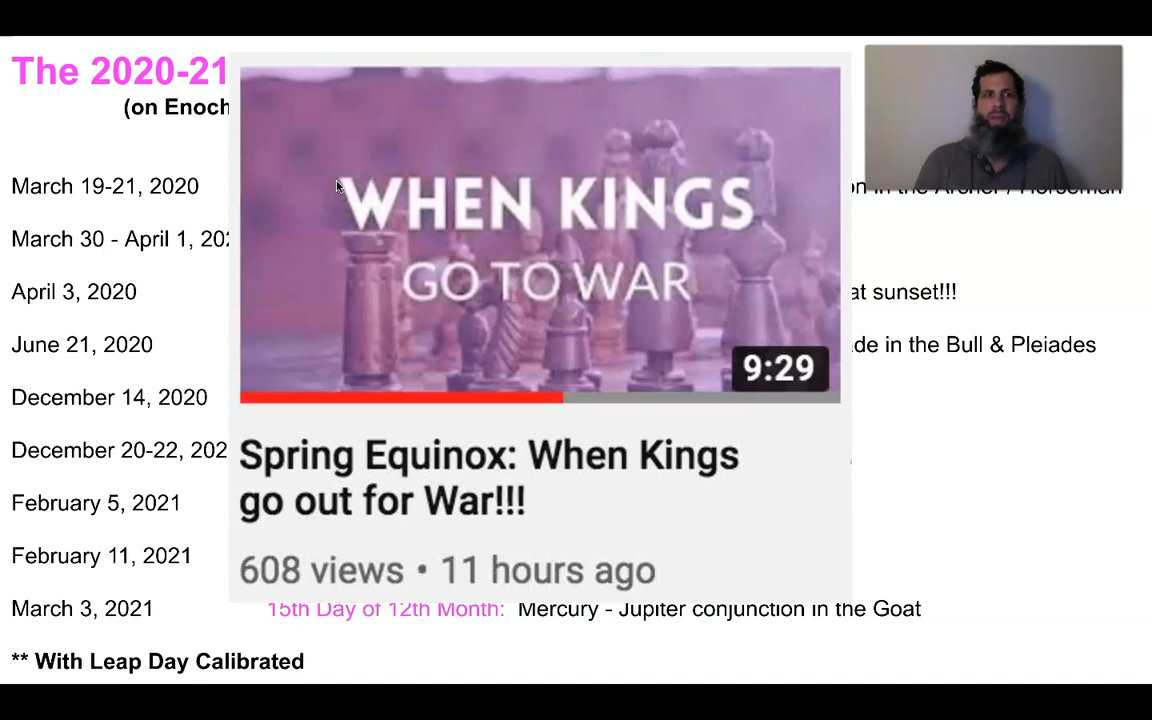 The 2020-21
(on Enoch
WHEN KINGS
GO TO WAR
9:29
Spring Equinox: When Kings
go out for War!!!
608 views • 11 hours ago
March 19-21, 2020 in the Archer / Horseman
March 30 - April 1, 202
April 3, 2020 at sunset!!!
June 21, 2020 in the Bull & Pleiades
December 14, 2020
December 20-22, 202
February 5, 2021
February 11, 2021
March 3, 2021 15th Day of 12th Month: Mercury - Jupiter conjunction in the Goat
** With Leap Day Calibrated